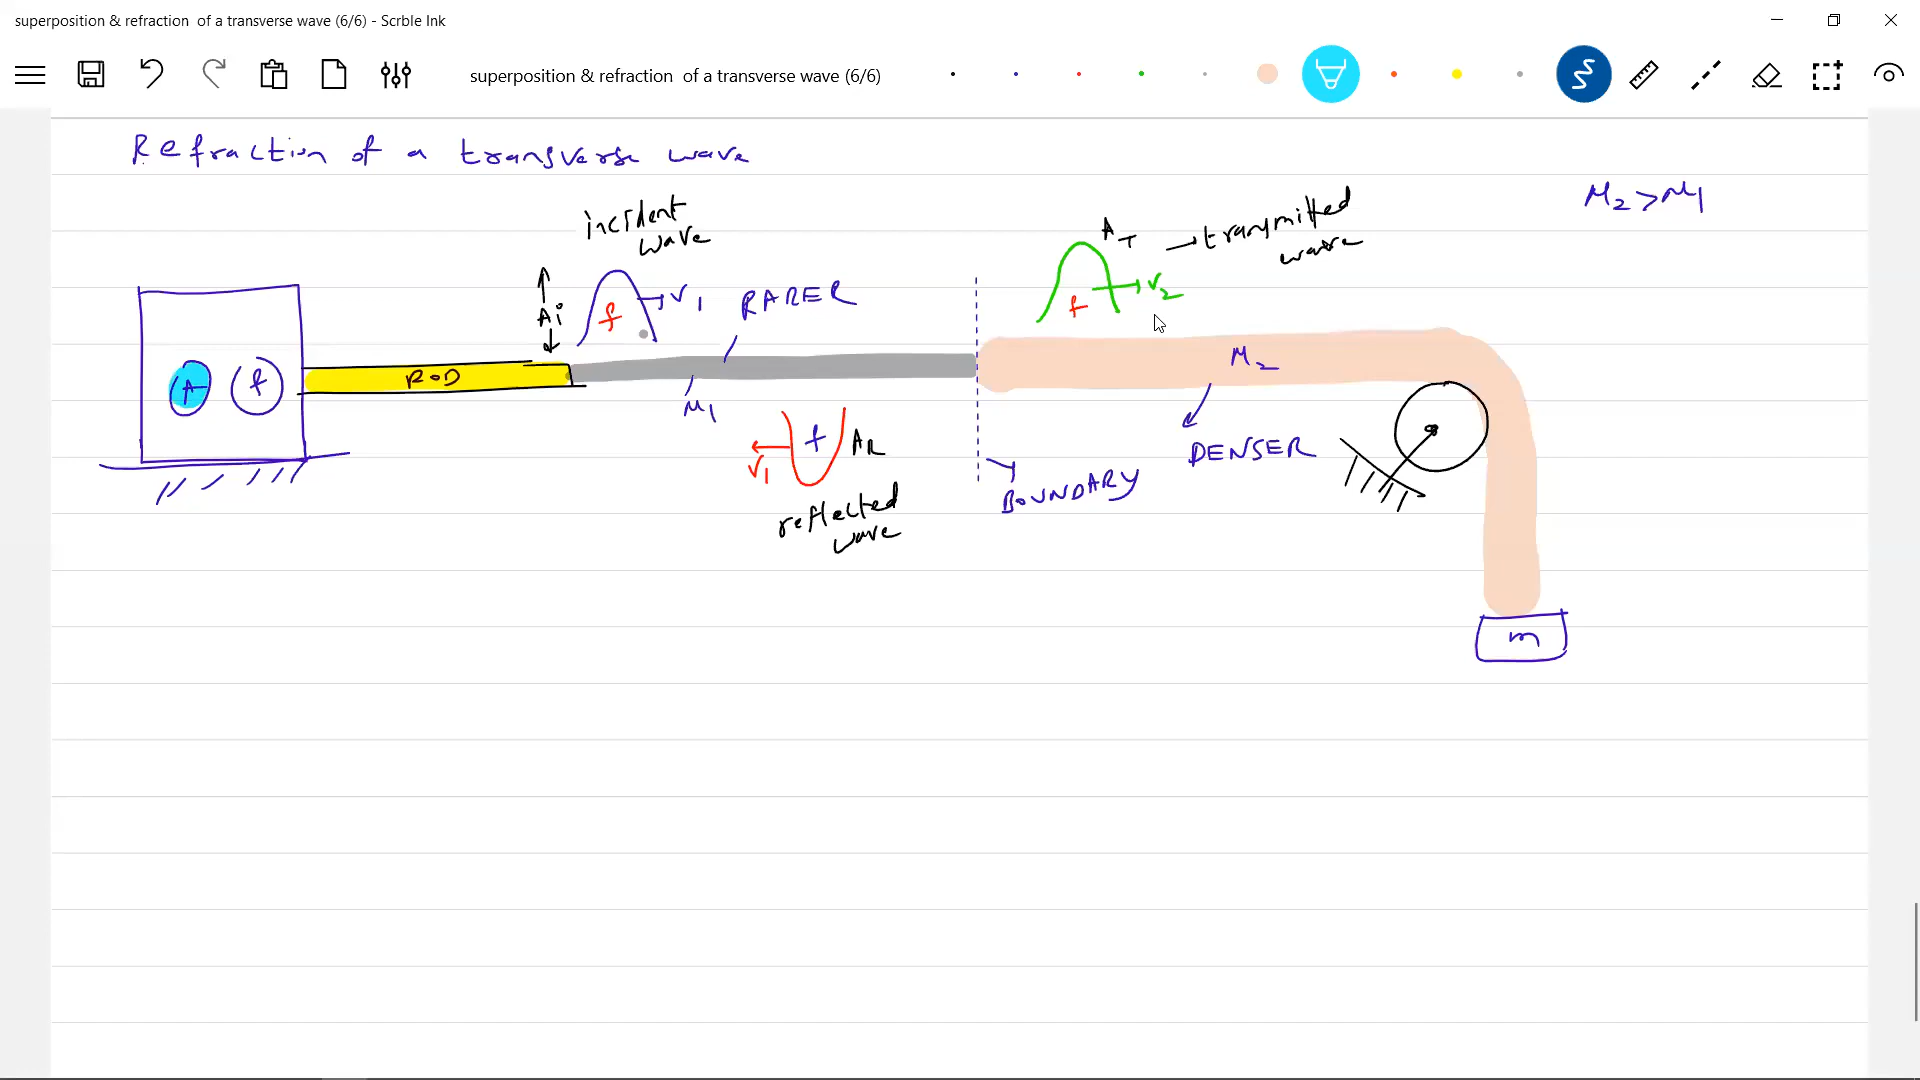 superposition & refraction  of a transverse wave (6/6) - Scrble Ink
superposition & refraction  of a transverse wave (6/6)
Refraction of a transverse wave
μ2 > μ1
incident
wave
AT → transmitted
wave
Ai
f
V1
RARER
f
V2
A
f
ROD
μ1
μ2
V1
f
AR
DENSER
BOUNDARY
reflected
wave
m